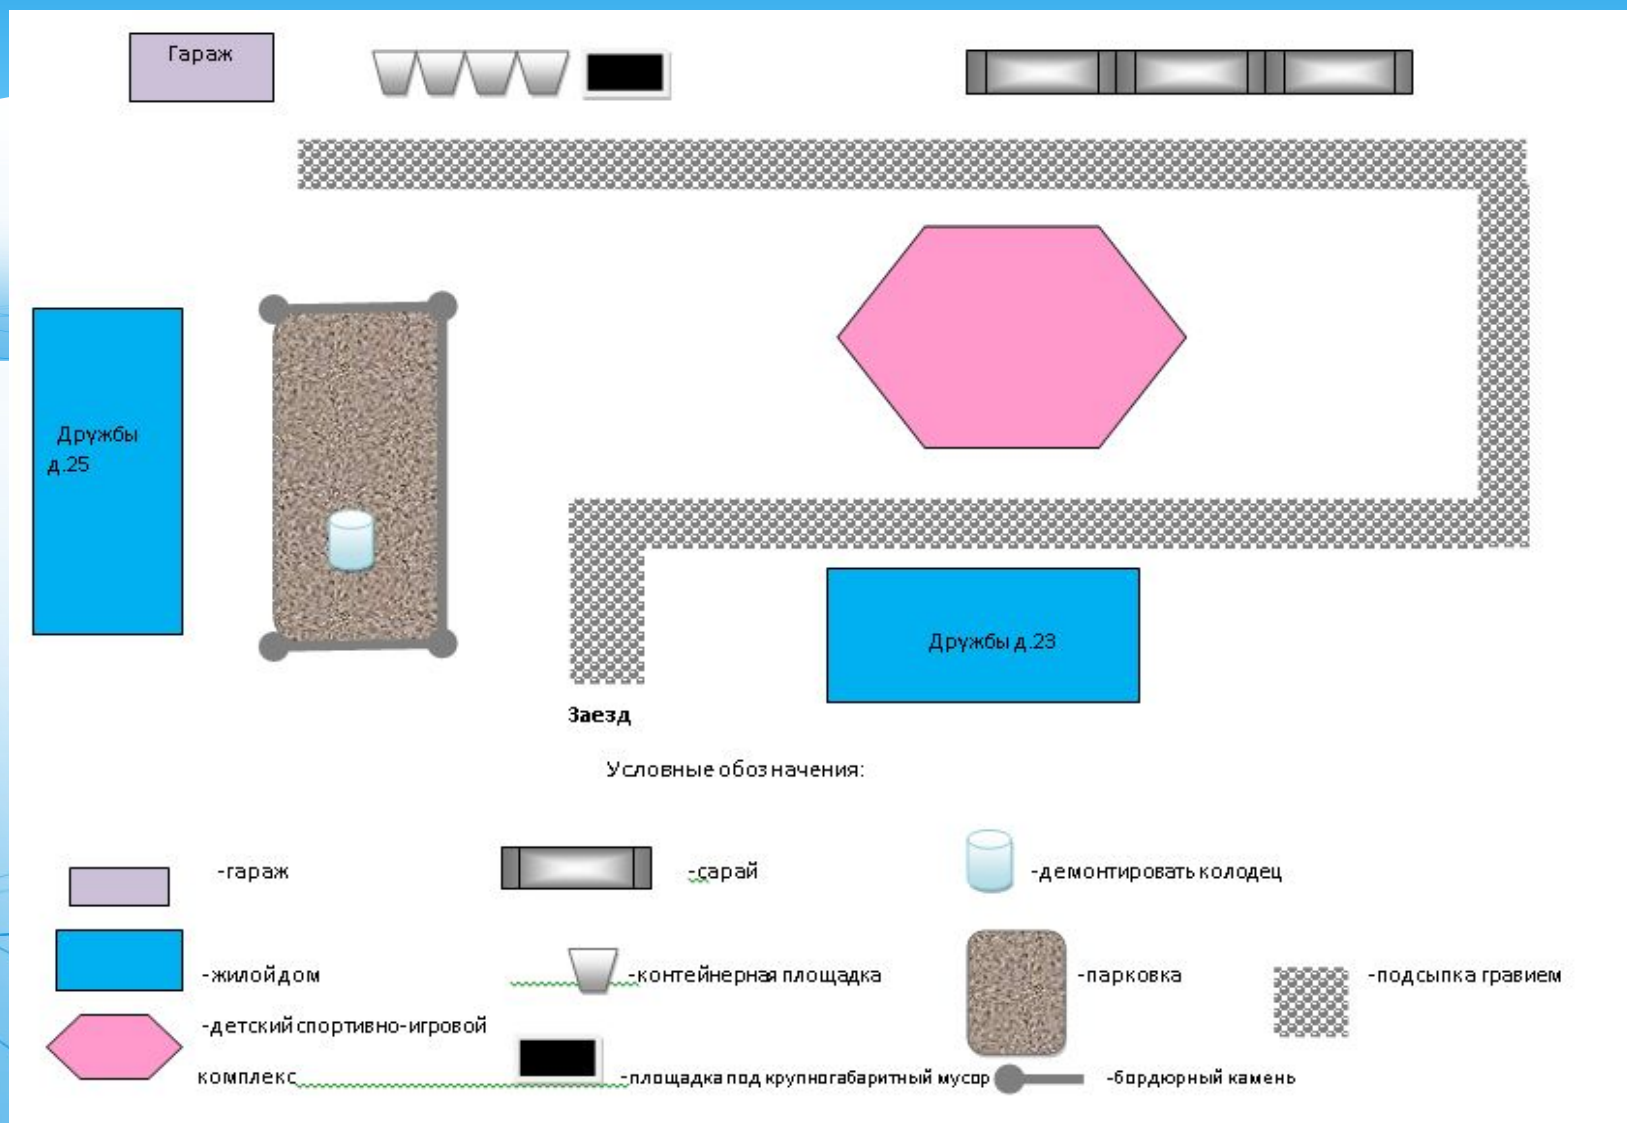 Гараж
Дружбы
д.25
Дружбы д.23
Заезд
Условные обозначения:
-гараж
-сарай
-демонтировать колодец
-жилой дом
-контейнерная площадка
-парковка
-подсыпка гравием
-детский спортивно-игровой
комплекс
-площадка под крупногабаритный мусор
-бордюрный камень